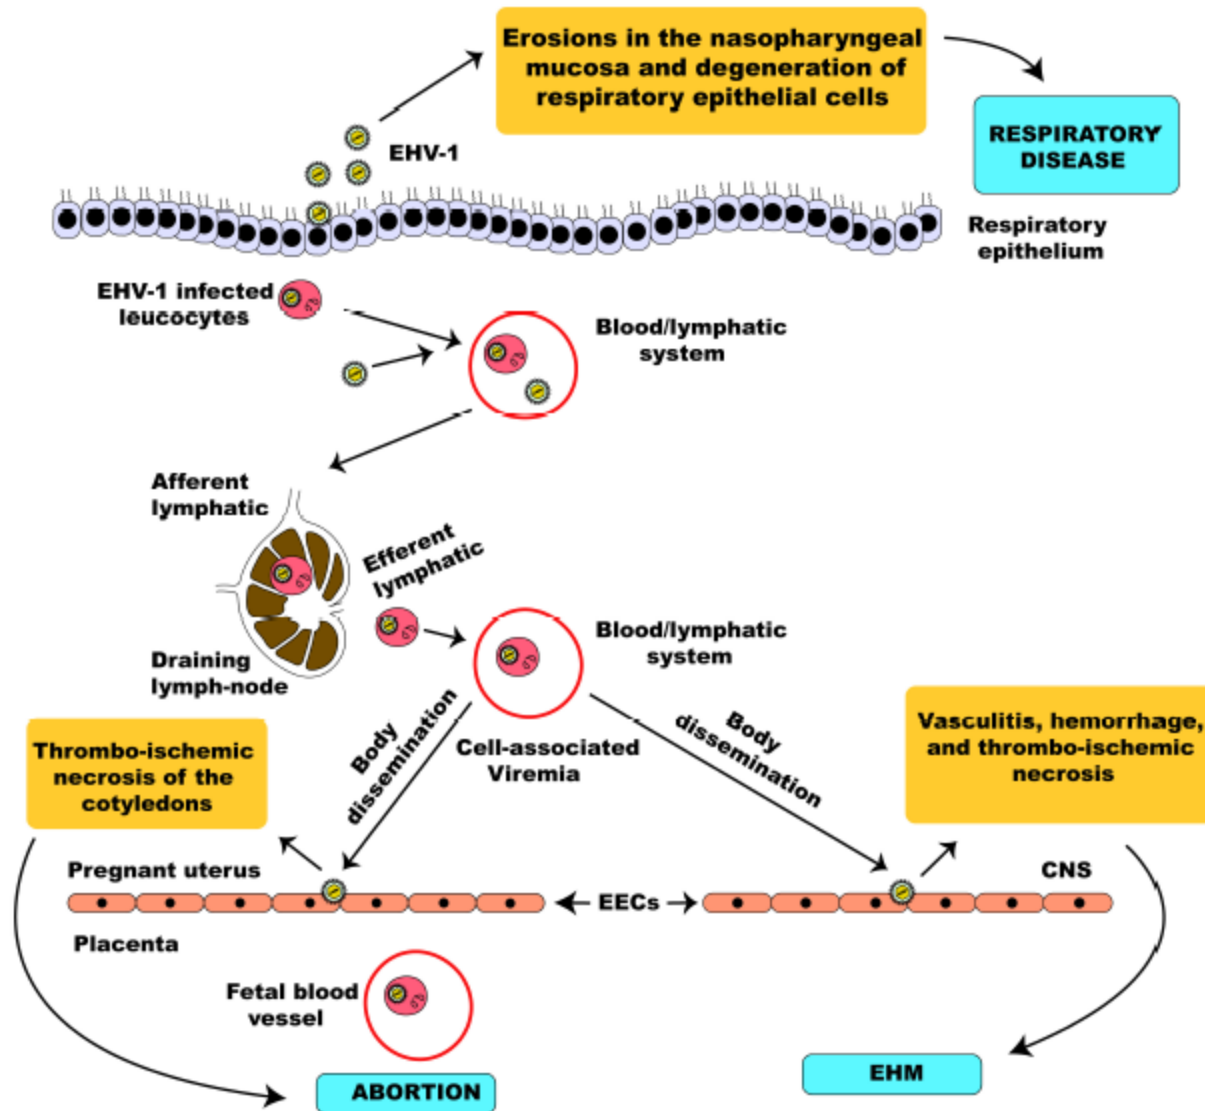 Erosions in the nasopharyngeal
mucosa and degeneration of
respiratory epithelial cells
EHV-1
RESPIRATORY
DISEASE
Respiratory
epithelium
EHV-1 infected
leucocytes
Blood/lymphatic
system
Afferent
lymphatic
Efferent
lymphatic
Draining
lymph-node
Blood/lymphatic
system
Cell-associated
Viremia
Body
dissemination
Body
dissemination
Thrombo-ischemic
necrosis of the
cotyledons
Vasculitis, hemorrhage,
and thrombo-ischemic
necrosis
Pregnant uterus
CNS
EECs
Placenta
Fetal blood
vessel
ABORTION
EHM